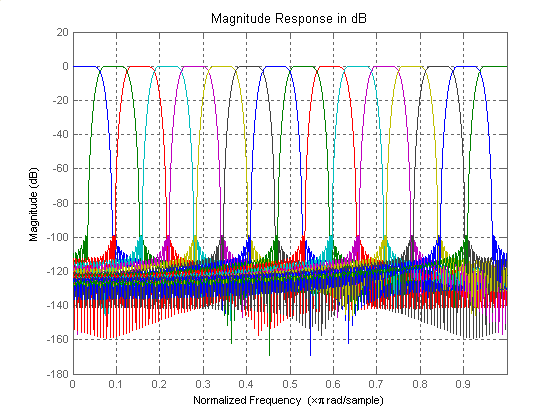 Magnitude Response in dB
20
0
-20
-40
-60
-80
-100
-120
-140
-160
-180
Magnitude (dB)
0 0.1 0.2 0.3 0.4 0.5 0.6 0.7 0.8 0.9
Normalized Frequency (×π rad/sample)